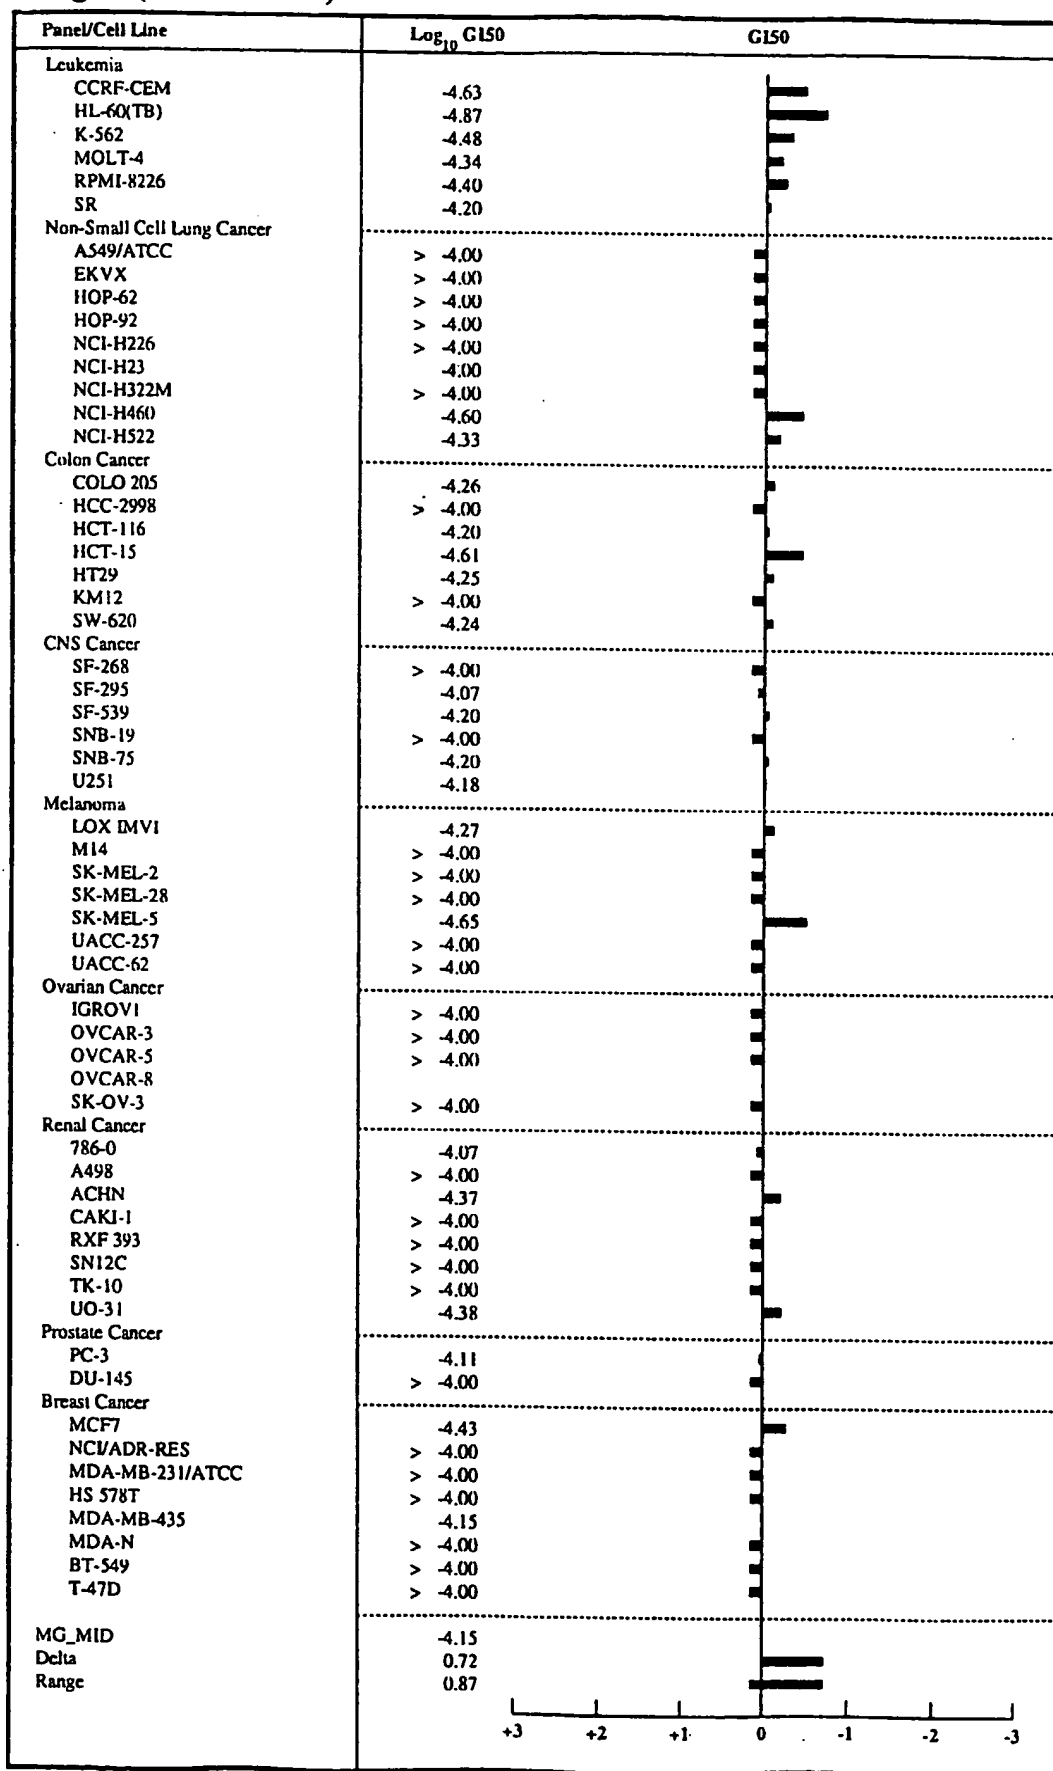 Panel/Cell Line Log10 GI50 GI50
Leukemia
CCRF-CEM -4.63
HL-60(TB) -4.87
K-562 -4.48
MOLT-4 -4.34
RPMI-8226 -4.40
SR -4.20
Non-Small Cell Lung Cancer
A549/ATCC > -4.00
EKVX > -4.00
HOP-62 > -4.00
HOP-92 > -4.00
NCI-H226 > -4.00
NCI-H23 -4.00
NCI-H322M > -4.00
NCI-H460 -4.60
NCI-H522 -4.33
Colon Cancer
COLO 205 -4.26
HCC-2998 > -4.00
HCT-116 -4.20
HCT-15 -4.61
HT29 -4.25
KM12 > -4.00
SW-620 -4.24
CNS Cancer
SF-268 > -4.00
SF-295 -4.07
SF-539 -4.20
SNB-19 > -4.00
SNB-75 -4.20
U251 -4.18
Melanoma
LOX IMVI -4.27
M14 > -4.00
SK-MEL-2 > -4.00
SK-MEL-28 > -4.00
SK-MEL-5 -4.65
UACC-257 > -4.00
UACC-62 > -4.00
Ovarian Cancer
IGROV1 > -4.00
OVCAR-3 > -4.00
OVCAR-5 > -4.00
OVCAR-8
SK-OV-3 > -4.00
Renal Cancer
786-0 -4.07
A498 > -4.00
ACHN -4.37
CAKI-1 > -4.00
RXF 393 > -4.00
SN12C > -4.00
TK-10 > -4.00
UO-31 -4.38
Prostate Cancer
PC-3 -4.11
DU-145 > -4.00
Breast Cancer
MCF7 -4.43
NCI/ADR-RES > -4.00
MDA-MB-231/ATCC > -4.00
HS 578T > -4.00
MDA-MB-435 -4.15
MDA-N > -4.00
BT-549 > -4.00
T-47D > -4.00
MG_MID -4.15
Delta 0.72
Range 0.87
+3 +2 +1 0 -1 -2 -3